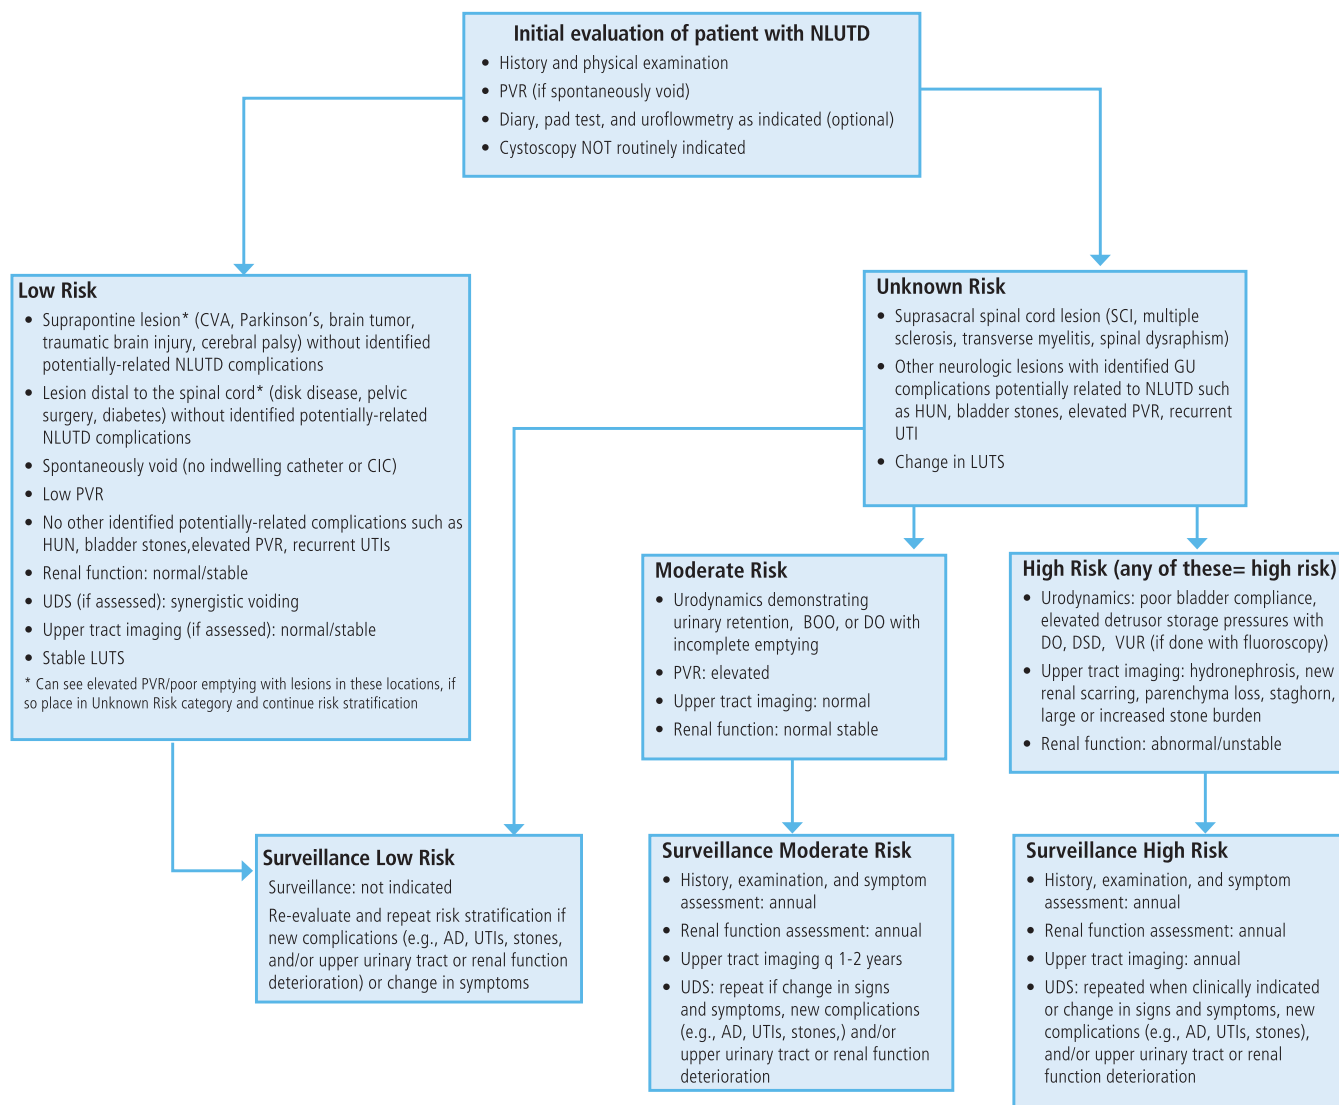 Initial evaluation of patient with NLUTD
• History and physical examination
• PVR (if spontaneously void)
• Diary, pad test, and uroflowmetry as indicated (optional)
• Cystoscopy NOT routinely indicated
Low Risk
• Suprapontine lesion* (CVA, Parkinson's, brain tumor,
traumatic brain injury, cerebral palsy) without identified
potentially-related NLUTD complications
• Lesion distal to the spinal cord* (disk disease, pelvic
surgery, diabetes) without identified potentially-related
NLUTD complications
• Spontaneously void (no indwelling catheter or CIC)
• Low PVR
• No other identified potentially-related complications such as
HUN, bladder stones,elevated PVR, recurrent UTIs
• Renal function: normal/stable
• UDS (if assessed): synergistic voiding
• Upper tract imaging (if assessed): normal/stable
• Stable LUTS
* Can see elevated PVR/poor emptying with lesions in these locations, if
so place in Unknown Risk category and continue risk stratification
Unknown Risk
• Suprasacral spinal cord lesion (SCI, multiple
sclerosis, transverse myelitis, spinal dysraphism)
• Other neurologic lesions with identified GU
complications potentially related to NLUTD such
as HUN, bladder stones, elevated PVR, recurrent
UTI
• Change in LUTS
Moderate Risk
• Urodynamics demonstrating
urinary retention, BOO, or DO with
incomplete emptying
• PVR: elevated
• Upper tract imaging: normal
• Renal function: normal stable
High Risk (any of these= high risk)
• Urodynamics: poor bladder compliance,
elevated detrusor storage pressures with
DO, DSD, VUR (if done with fluoroscopy)
• Upper tract imaging: hydronephrosis, new
renal scarring, parenchyma loss, staghorn,
large or increased stone burden
• Renal function: abnormal/unstable
Surveillance Low Risk
Surveillance: not indicated
Re-evaluate and repeat risk stratification if
new complications (e.g., AD, UTIs, stones,
and/or upper urinary tract or renal function
deterioration) or change in symptoms
Surveillance Moderate Risk
• History, examination, and symptom
assessment: annual
• Renal function assessment: annual
• Upper tract imaging q 1-2 years
• UDS: repeat if change in signs
and symptoms, new complications
(e.g., AD, UTIs, stones,) and/or
upper urinary tract or renal function
deterioration
Surveillance High Risk
• History, examination, and symptom
assessment: annual
• Renal function assessment: annual
• Upper tract imaging: annual
• UDS: repeated when clinically indicated
or change in signs and symptoms, new
complications (e.g., AD, UTIs, stones),
and/or upper urinary tract or renal
function deterioration